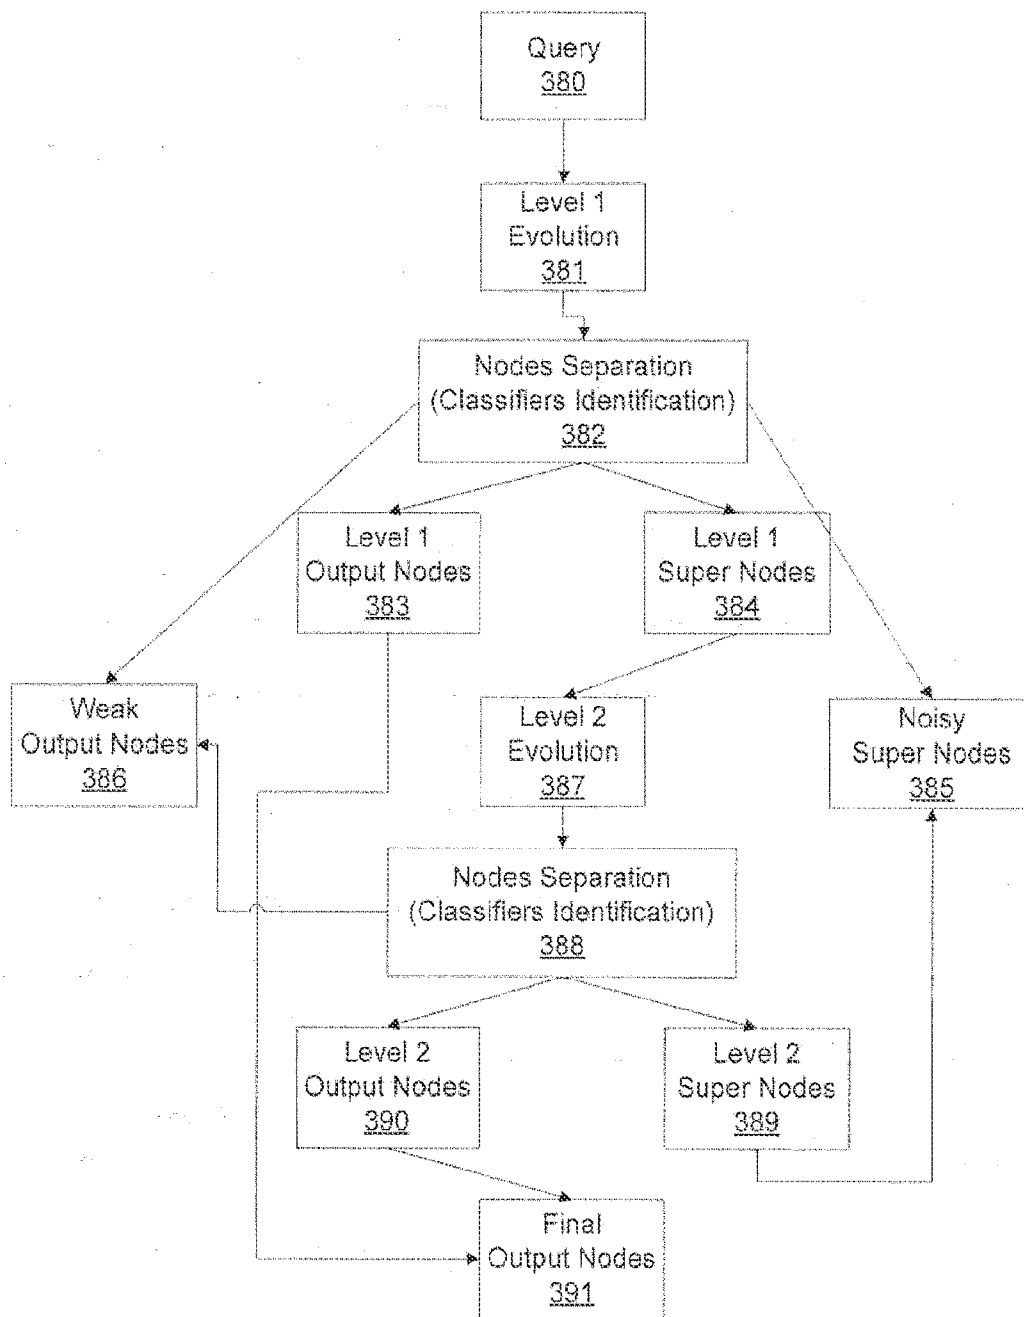 Query
380
Level 1
Evolution
381
Nodes Separation
(Classifiers Identification)
382
Level 1
Output Nodes
383
Level 1
Super Nodes
384
Weak
Output Nodes
386
Level 2
Evolution
387
Noisy
Super Nodes
385
Nodes Separation
(Classifiers Identification)
388
Level 2
Output Nodes
390
Level 2
Super Nodes
389
Final
Output Nodes
391